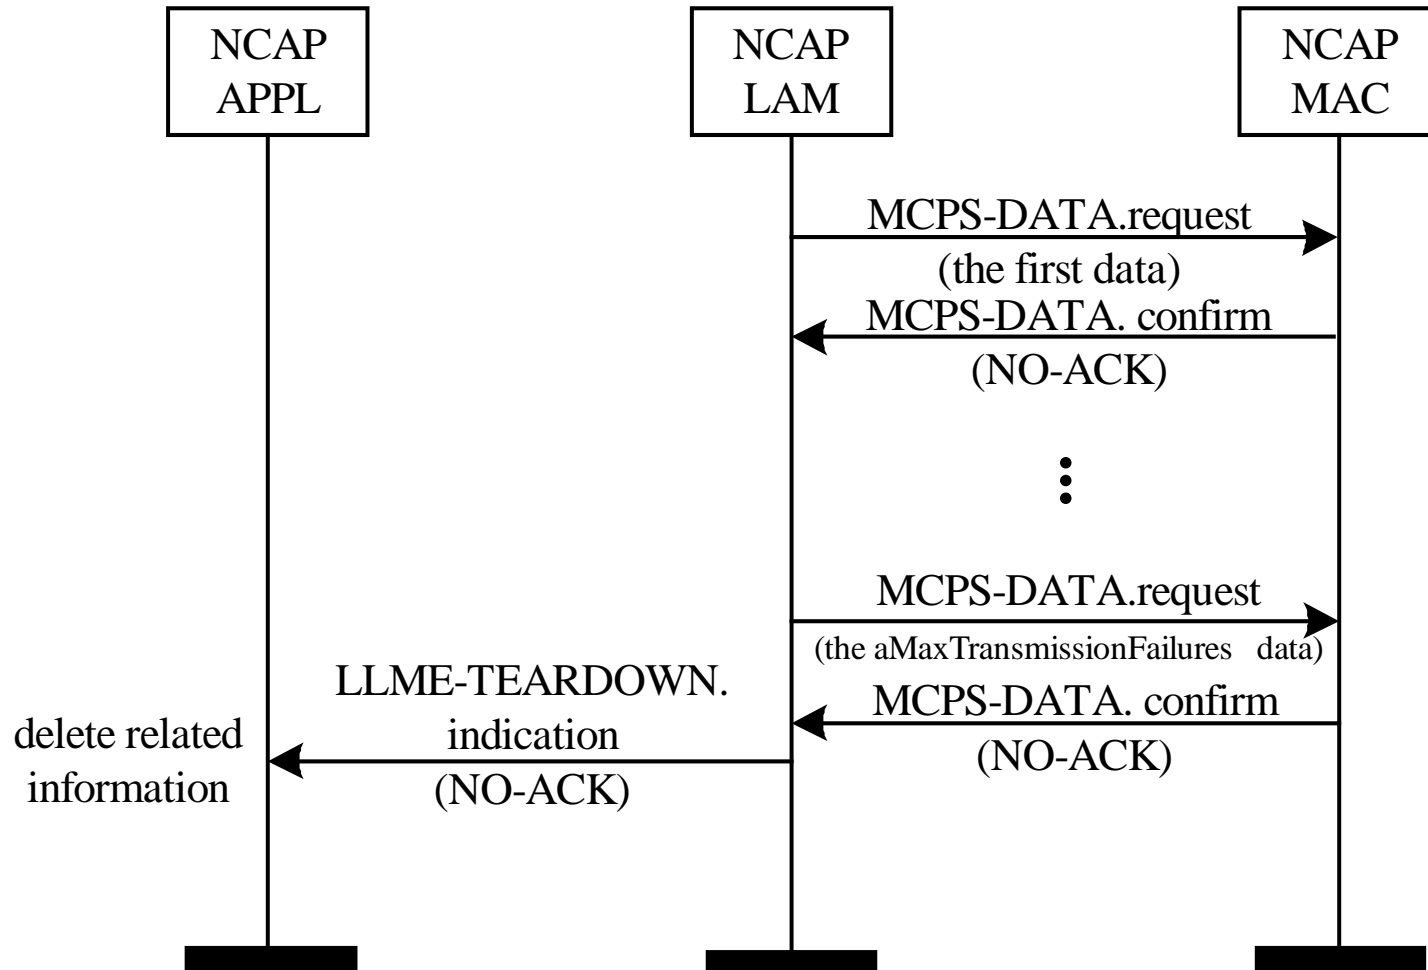 NCAP
APPL
NCAP
LAM
NCAP
MAC
MCPS-DATA.request
(the first data)
MCPS-DATA. confirm
(NO-ACK)
MCPS-DATA.request
(the aMaxTransmissionFailures data)
MCPS-DATA. confirm
(NO-ACK)
LLME-TEARDOWN.
indication
(NO-ACK)
delete related
information